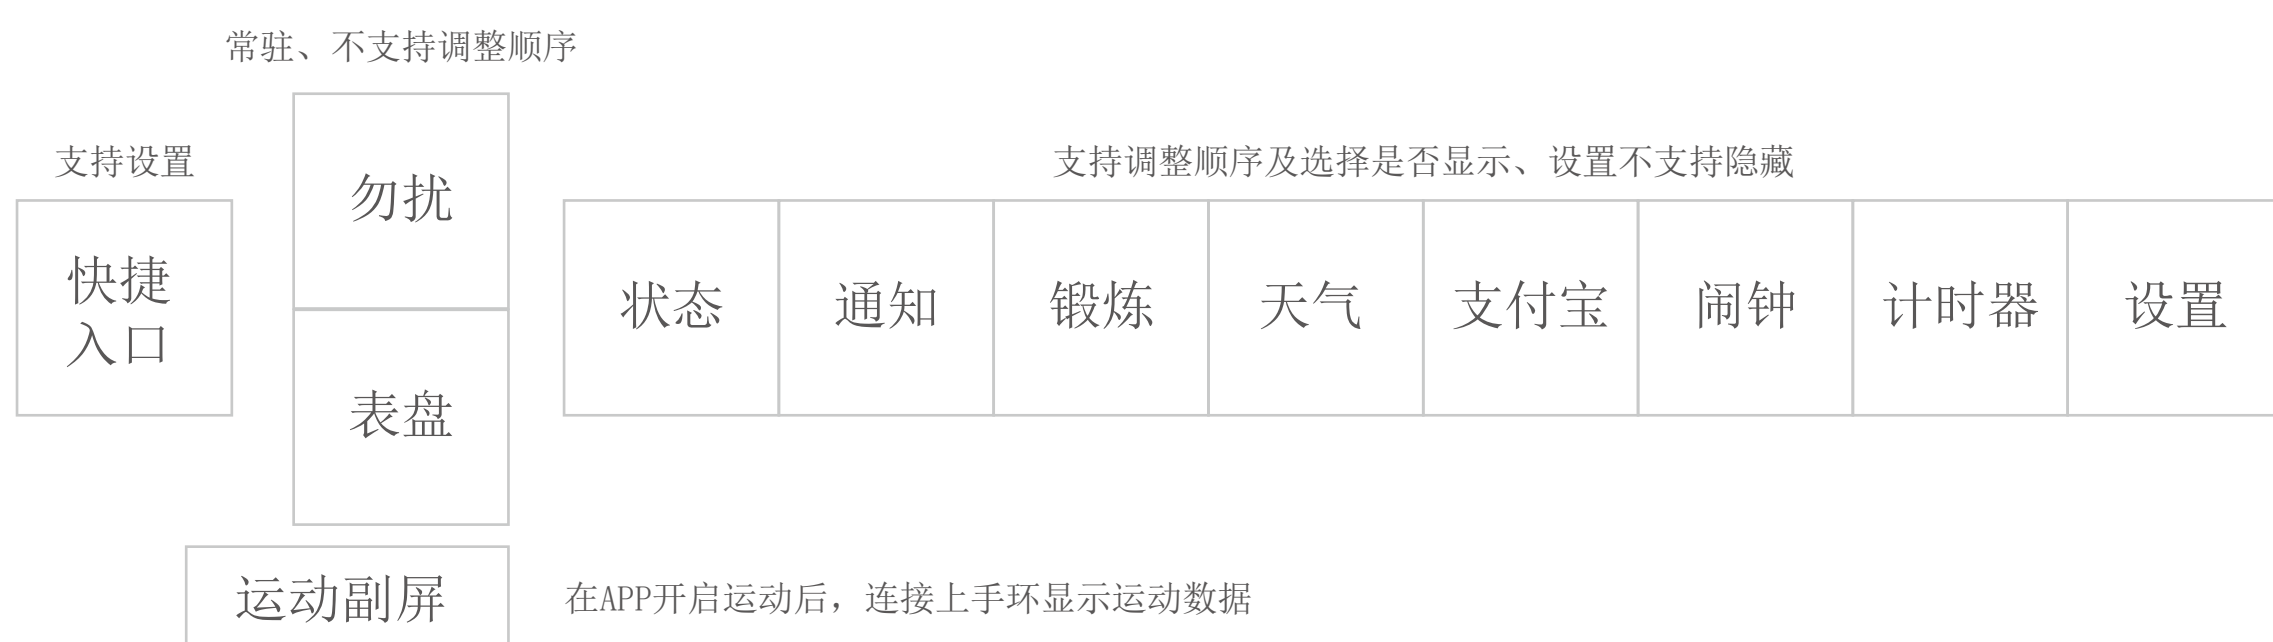 常驻、不支持调整顺序
支持设置
勿扰
支持调整顺序及选择是否显示、设置不支持隐藏
快捷
入口
状态
通知
锻炼
天气
支付宝
闹钟
计时器
设置
表盘
运动副屏
在APP开启运动后，连接上手环显示运动数据